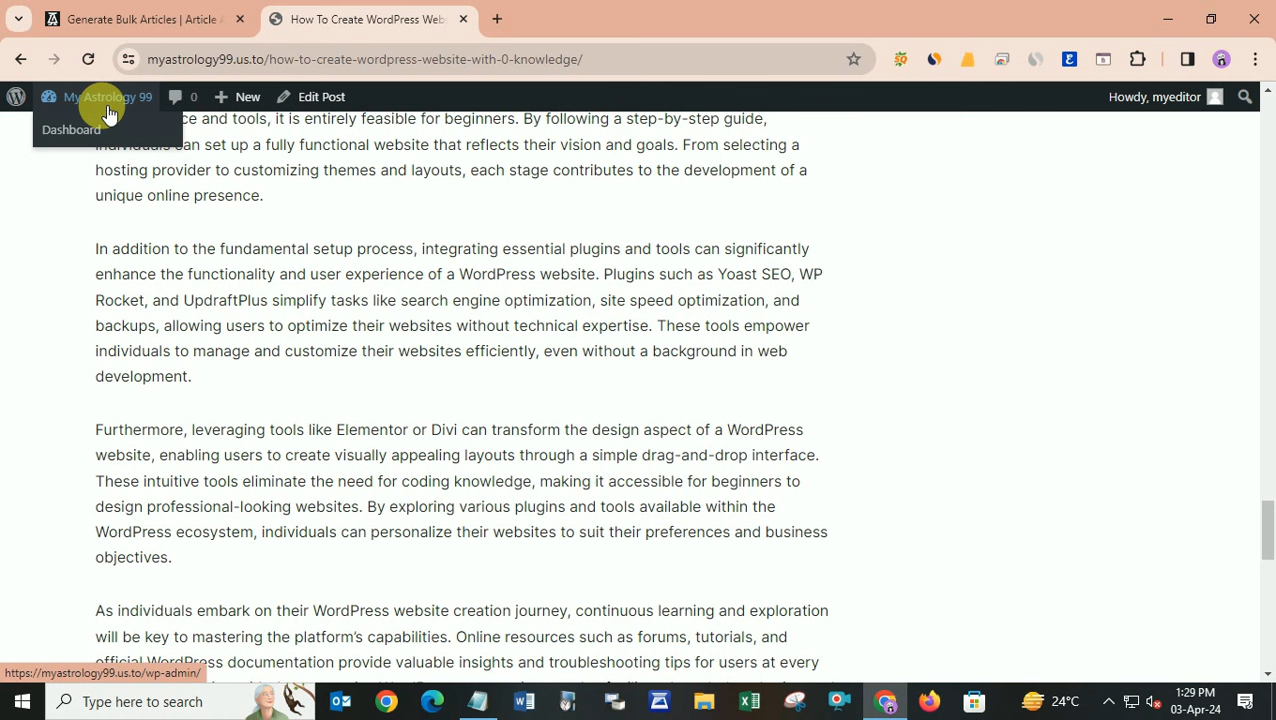 Generate Bulk Articles | Article A
How To Create WordPress Web
myastrology99.us.to/how-to-create-wordpress-website-with-0-knowledge/
My Astrology 99
0
New
Edit Post
Howdy, myeditor
Dashboard
ce and tools, it is entirely feasible for beginners. By following a step-by-step guide,
individuals can set up a fully functional website that reflects their vision and goals. From selecting a
hosting provider to customizing themes and layouts, each stage contributes to the development of a
unique online presence.
In addition to the fundamental setup process, integrating essential plugins and tools can significantly
enhance the functionality and user experience of a WordPress website. Plugins such as Yoast SEO, WP
Rocket, and UpdraftPlus simplify tasks like search engine optimization, site speed optimization, and
backups, allowing users to optimize their websites without technical expertise. These tools empower
individuals to manage and customize their websites efficiently, even without a background in web
development.
Furthermore, leveraging tools like Elementor or Divi can transform the design aspect of a WordPress
website, enabling users to create visually appealing layouts through a simple drag-and-drop interface.
These intuitive tools eliminate the need for coding knowledge, making it accessible for beginners to
design professional-looking websites. By exploring various plugins and tools available within the
WordPress ecosystem, individuals can personalize their websites to suit their preferences and business
objectives.
As individuals embark on their WordPress website creation journey, continuous learning and exploration
will be key to mastering the platform's capabilities. Online resources such as forums, tutorials, and
official WordPress documentation provide valuable insights and troubleshooting tips for users at every
https://myastrology99.us.to/wp-admin/
Type here to search
24°C
1:29 PM
03-Apr-24